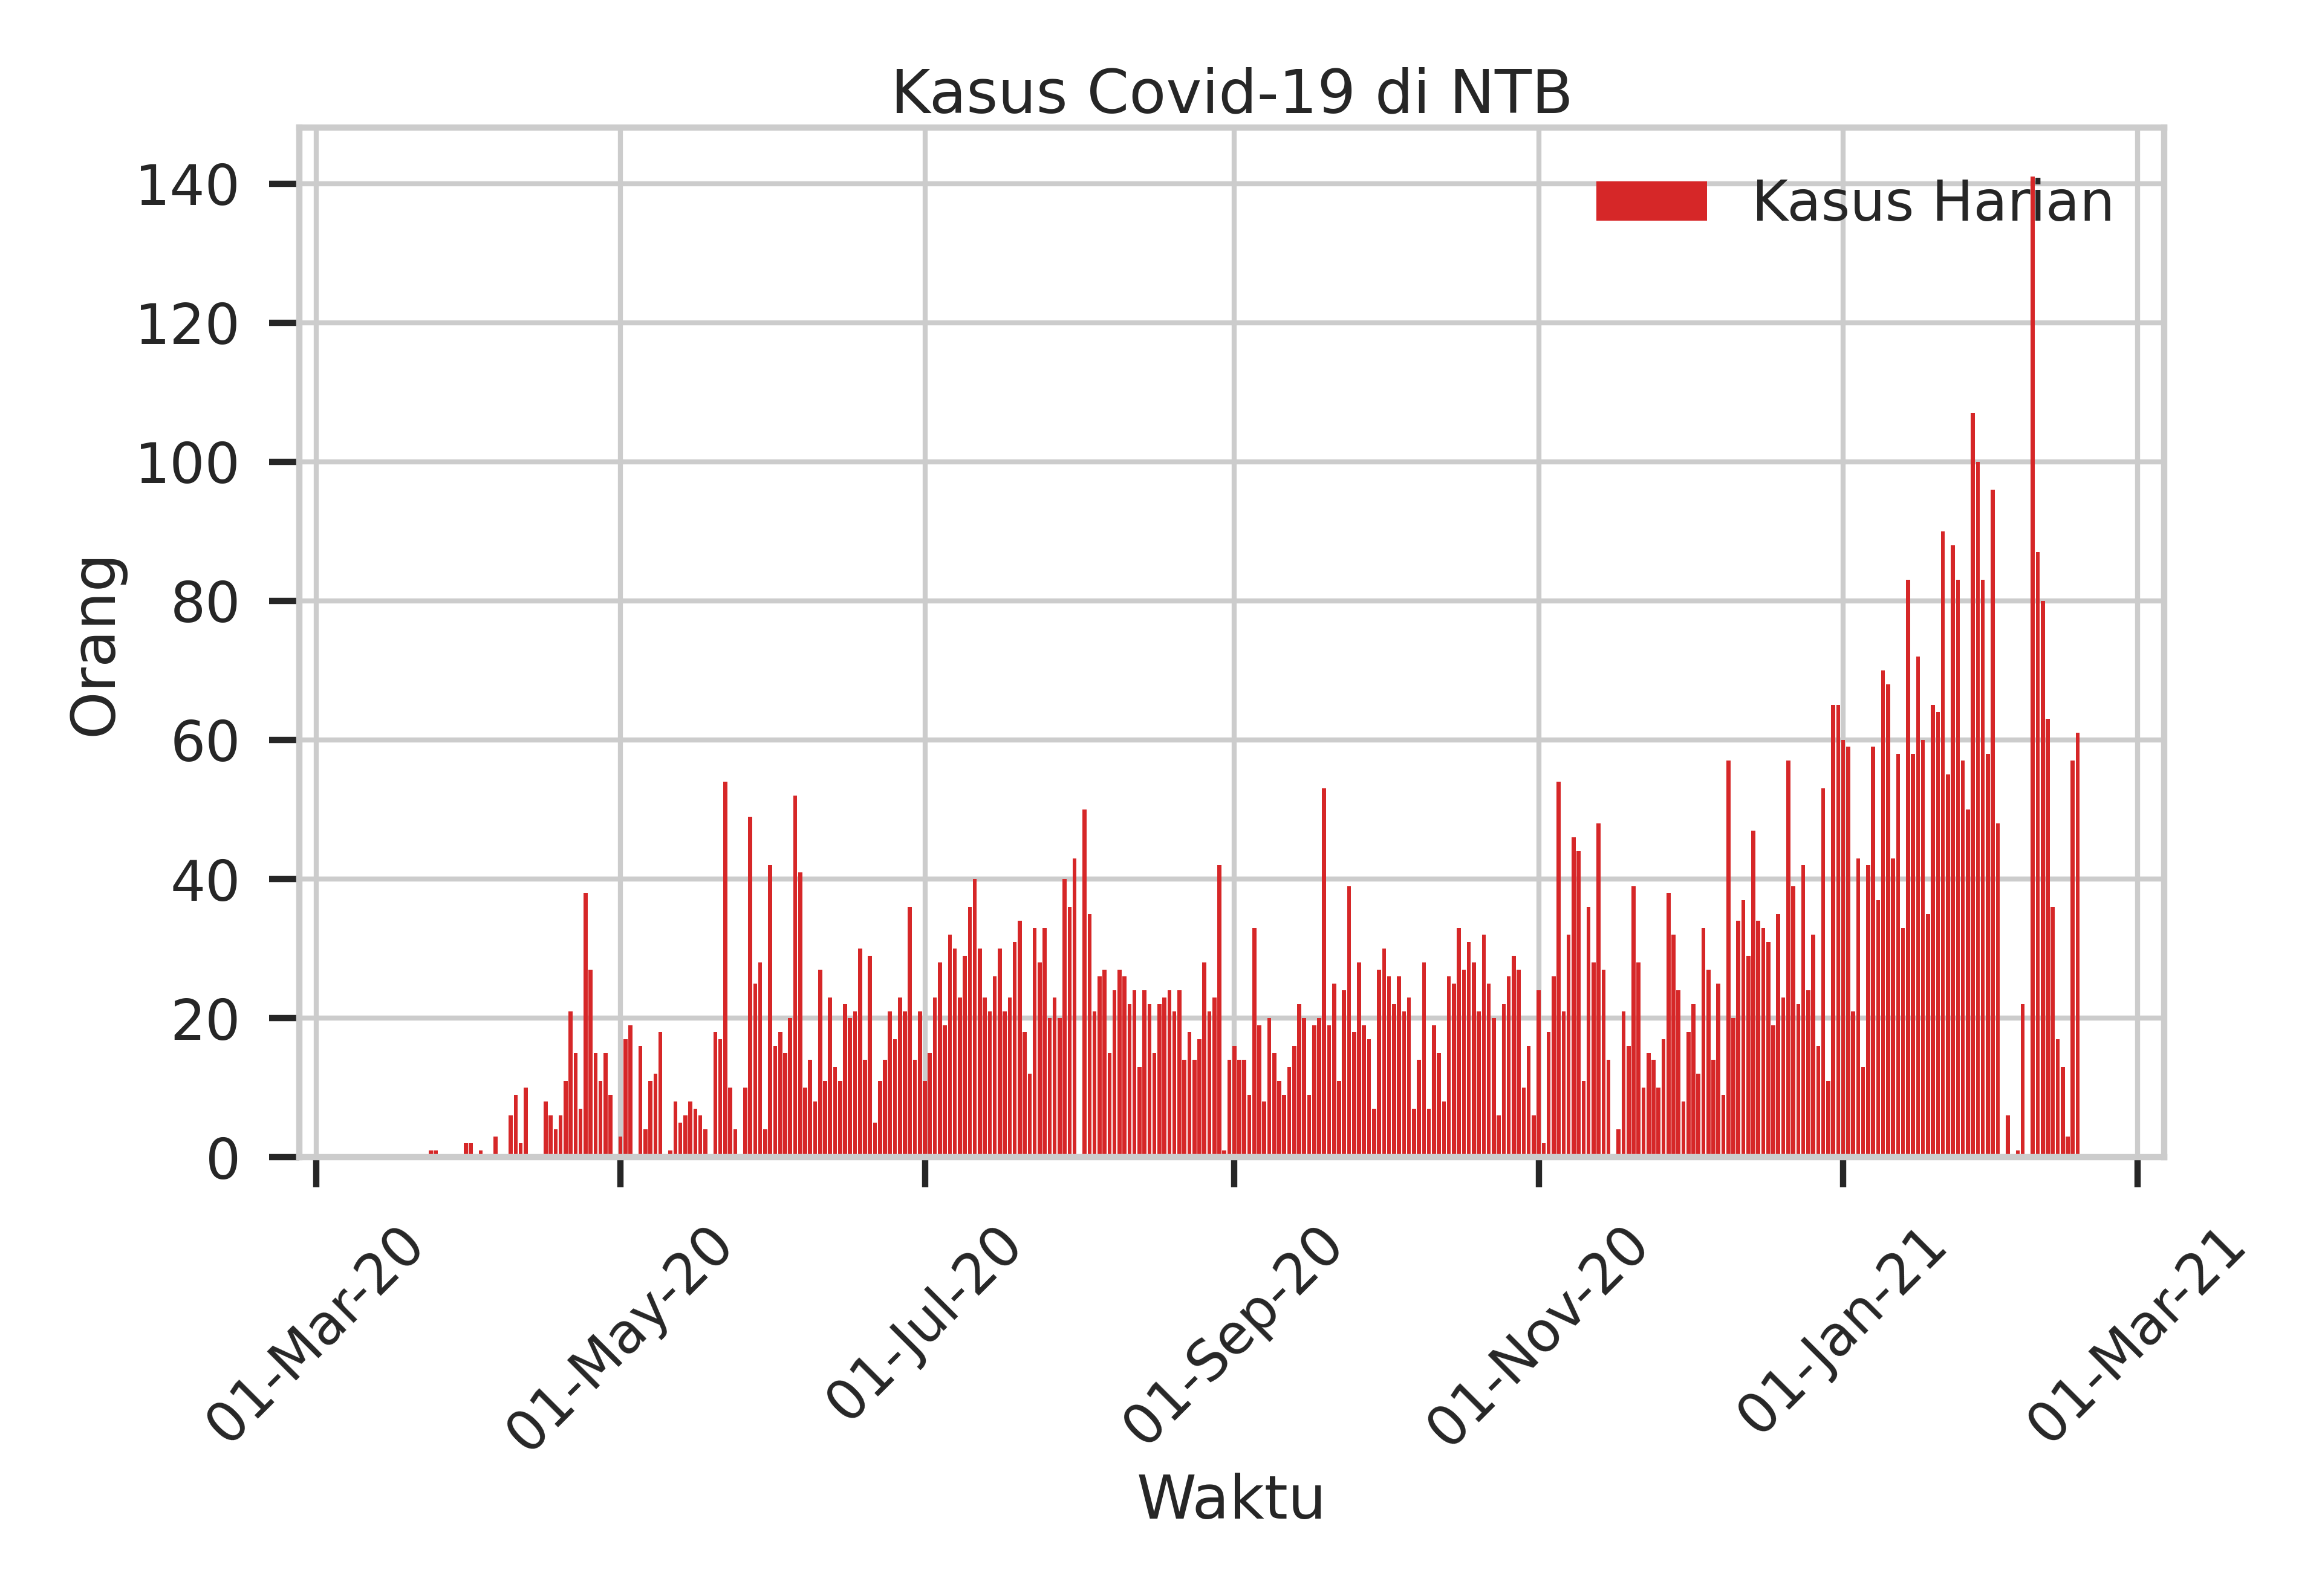 Kasus Covid-19 di NTB
Kasus Harian
140
120
100
80
60
40
20
0
Orang
01-Mar-20
01-May-20
01-Jul-20
01-Sep-20
01-Nov-20
01-Jan-21
01-Mar-21
Waktu